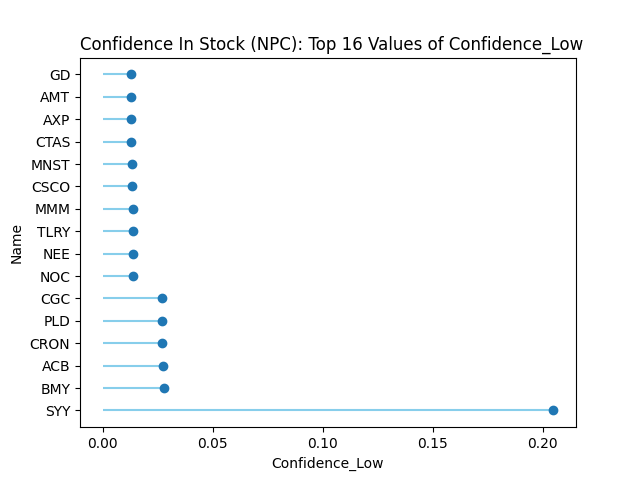 Confidence In Stock (NPC): Top 16 Values of Confidence_Low
GD
AMT
AXP
CTAS
MNST
CSCO
MMM
TLRY
NEE
NOC
CGC
PLD
CRON
ACB
BMY
SYY
Name
0.00 0.05 0.10 0.15 0.20
Confidence_Low